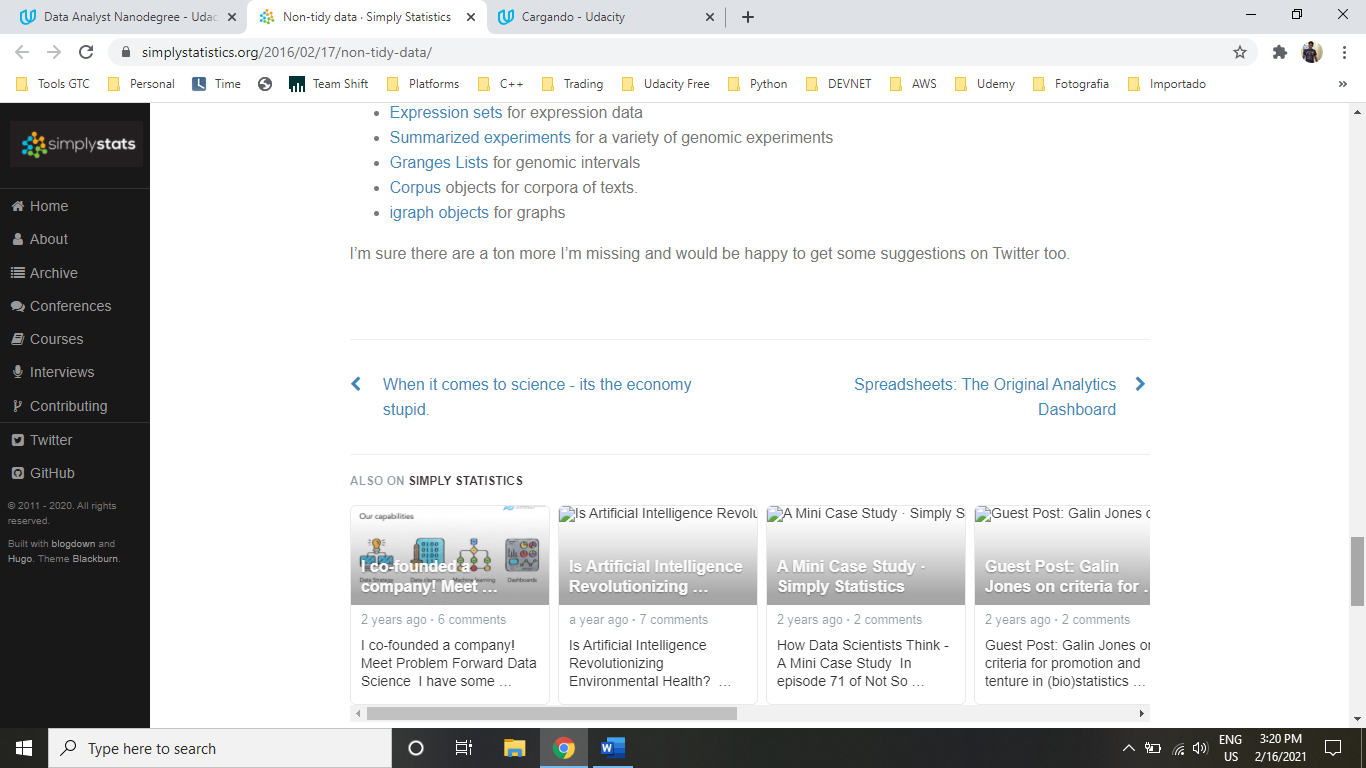 Data Analyst Nanodegree - Udac
Non-tidy data · Simply Statistics
Cargando - Udacity
simplystatistics.org/2016/02/17/non-tidy-data/
Tools GTC
Personal
Time
Team Shift
Platforms
C++
Trading
Udacity Free
Python
DEVNET
AWS
Udemy
Fotografia
Importado
»
simplystats
Home
About
Archive
Conferences
Courses
Interviews
Contributing
Twitter
GitHub
© 2011 - 2020. All rights
reserved.
Built with blogdown and
Hugo. Theme Blackburn.
Expression sets for expression data
Summarized experiments for a variety of genomic experiments
Granges Lists for genomic intervals
Corpus objects for corpora of texts.
igraph objects for graphs
I'm sure there are a ton more I'm missing and would be happy to get some suggestions on Twitter too.
When it comes to science - its the economy
stupid.
Spreadsheets: The Original Analytics
Dashboard
ALSO ON SIMPLY STATISTICS
Our capabilities
Data Strategy
Machine learning
Dashboards
I co-founded a
company! Meet …
2 years ago · 6 comments
I co-founded a company!
Meet Problem Forward Data
Science I have some …
Is Artificial Intelligence Revolu
Is Artificial Intelligence
Revolutionizing …
a year ago · 7 comments
Is Artificial Intelligence
Revolutionizing
Environmental Health? …
A Mini Case Study · Simply S
A Mini Case Study ·
Simply Statistics
2 years ago · 2 comments
How Data Scientists Think -
A Mini Case Study In
episode 71 of Not So …
Guest Post: Galin Jones o
Guest Post: Galin
Jones on criteria for .
2 years ago · 2 comments
Guest Post: Galin Jones on
criteria for promotion and
tenture in (bio)statistics …
Type here to search
ENG
US
3:20 PM
2/16/2021